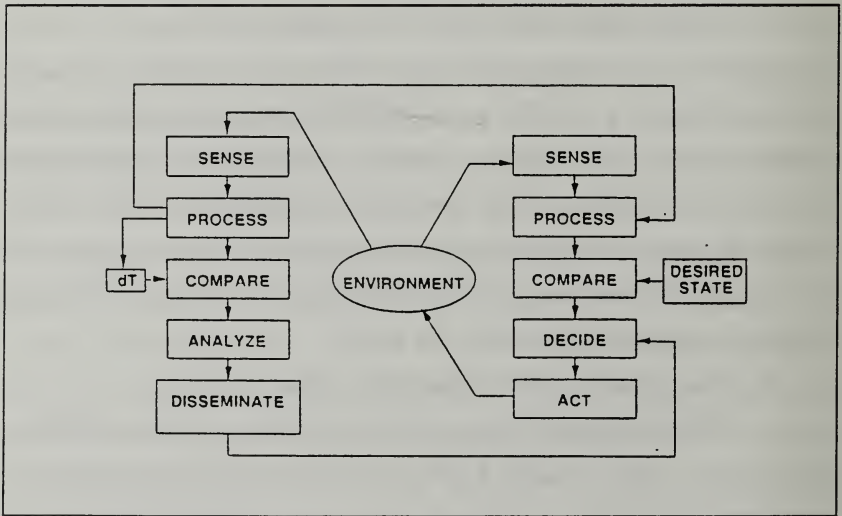 SENSE
PROCESS
dT
COMPARE
ANALYZE
DISSEMINATE
ENVIRONMENT
SENSE
PROCESS
COMPARE
DESIRED
STATE
DECIDE
ACT